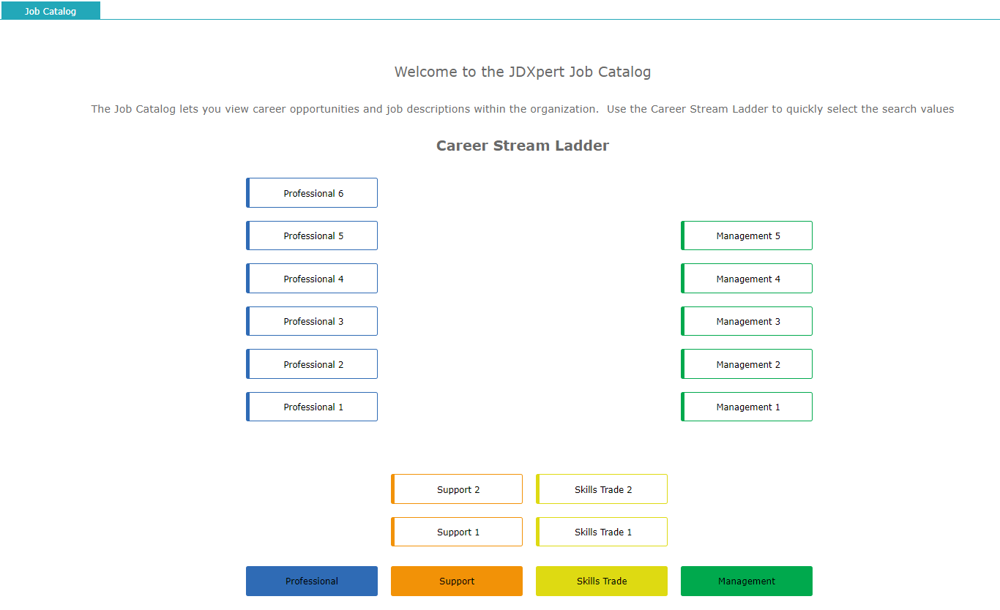 Job Catalog
Welcome to the JDXpert Job Catalog
The Job Catalog lets you view career opportunities and job descriptions within the organization.  Use the Career Stream Ladder to quickly select the search values
Career Stream Ladder
Professional 6
Professional 5
Management 5
Professional 4
Management 4
Professional 3
Management 3
Professional 2
Management 2
Professional 1
Management 1
Support 2
Skills Trade 2
Support 1
Skills Trade 1
Professional
Support
Skills Trade
Management